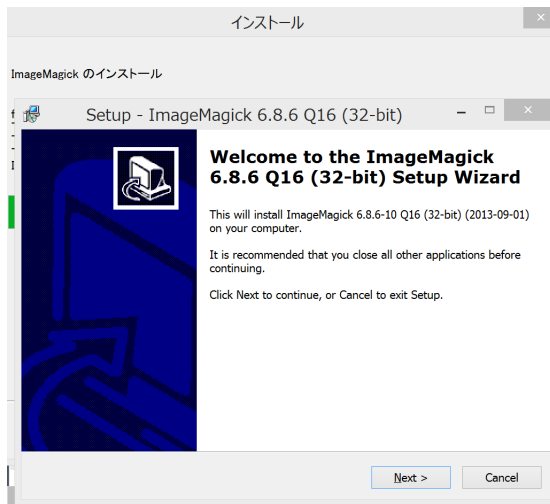 インストール
ImageMagick のインストール
Setup - ImageMagick 6.8.6 Q16 (32-bit)
Welcome to the ImageMagick
6.8.6 Q16 (32-bit) Setup Wizard
This will install ImageMagick 6.8.6-10 Q16 (32-bit) (2013-09-01)
on your computer.
It is recommended that you close all other applications before
continuing.
Click Next to continue, or Cancel to exit Setup.
Next >
Cancel